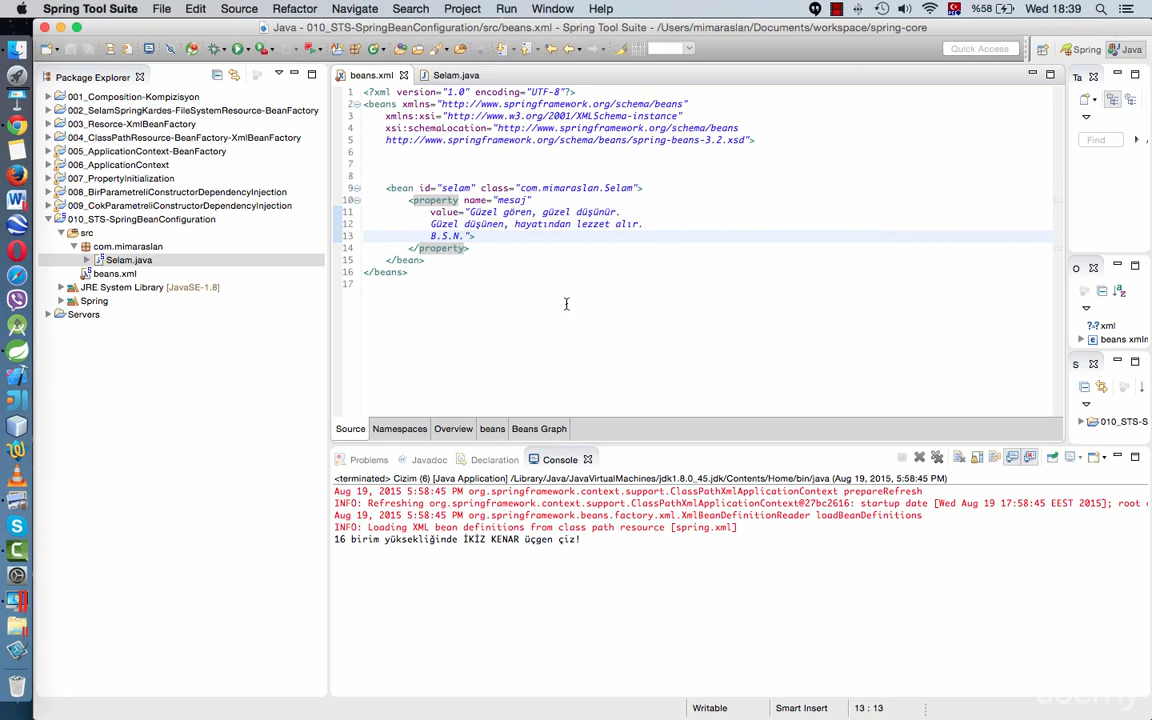 Spring Tool Suite File Edit Source Refactor Navigate Search Project Run Window Help %58 Wed 18:39
Java - 010_STS-SpringBeanConfiguration/src/beans.xml - Spring Tool Suite - /Users/mimaraslan/Documents/workspace/spring-core
Quick Access Spring Java
Package Explorer
001_Composition-Kompizisyon
002_SelamSpringKardes-FileSystemResource-BeanFactory
003_Resorce-XmlBeanFactory
004_ClassPathResource-BeanFactory-XmlBeanFactory
005_ApplicationContext-BeanFactory
006_ApplicationContext
007_PropertyInitialization
008_BirParametreliConstructorDependencyInjection
009_CokParametreliConstructorDependencyInjection
010_STS-SpringBeanConfiguration
src
com.mimaraslan
Selam.java
beans.xml
JRE System Library [JavaSE-1.8]
Spring
Servers
beans.xml Selam.java
1 <?xml version="1.0" encoding="UTF-8"?>
2 <beans xmlns="http://www.springframework.org/schema/beans"
3 xmlns:xsi="http://www.w3.org/2001/XMLSchema-instance"
4 xsi:schemaLocation="http://www.springframework.org/schema/beans
5 http://www.springframework.org/schema/beans/spring-beans-3.2.xsd">
6
7
8
9 <bean id="selam" class="com.mimaraslan.Selam">
10 <property name="mesaj"
11 value="Güzel gören, güzel düşünür.
12 Güzel düşünen, hayatından lezzet alır.
13 B.S.N.">
14 </property>
15 </bean>
16 </beans>
17
Source Namespaces Overview beans Beans Graph
Ta
Find
O
xml
beans xmln
S
010_STS-S
Problems Javadoc Declaration Console
<terminated> Cizim (6) [Java Application] /Library/Java/JavaVirtualMachines/jdk1.8.0_45.jdk/Contents/Home/bin/java (Aug 19, 2015, 5:58:45 PM)
Aug 19, 2015 5:58:45 PM org.springframework.context.support.ClassPathXmlApplicationContext prepareRefresh
INFO: Refreshing org.springframework.context.support.ClassPathXmlApplicationContext@27bc2616: startup date [Wed Aug 19 17:58:45 EEST 2015]; root
Aug 19, 2015 5:58:45 PM org.springframework.beans.factory.xml.XmlBeanDefinitionReader loadBeanDefinitions
INFO: Loading XML bean definitions from class path resource [spring.xml]
16 birim yüksekliğinde İKİZ KENAR üçgen çiz!
Writable Smart Insert 13 : 13
udemy